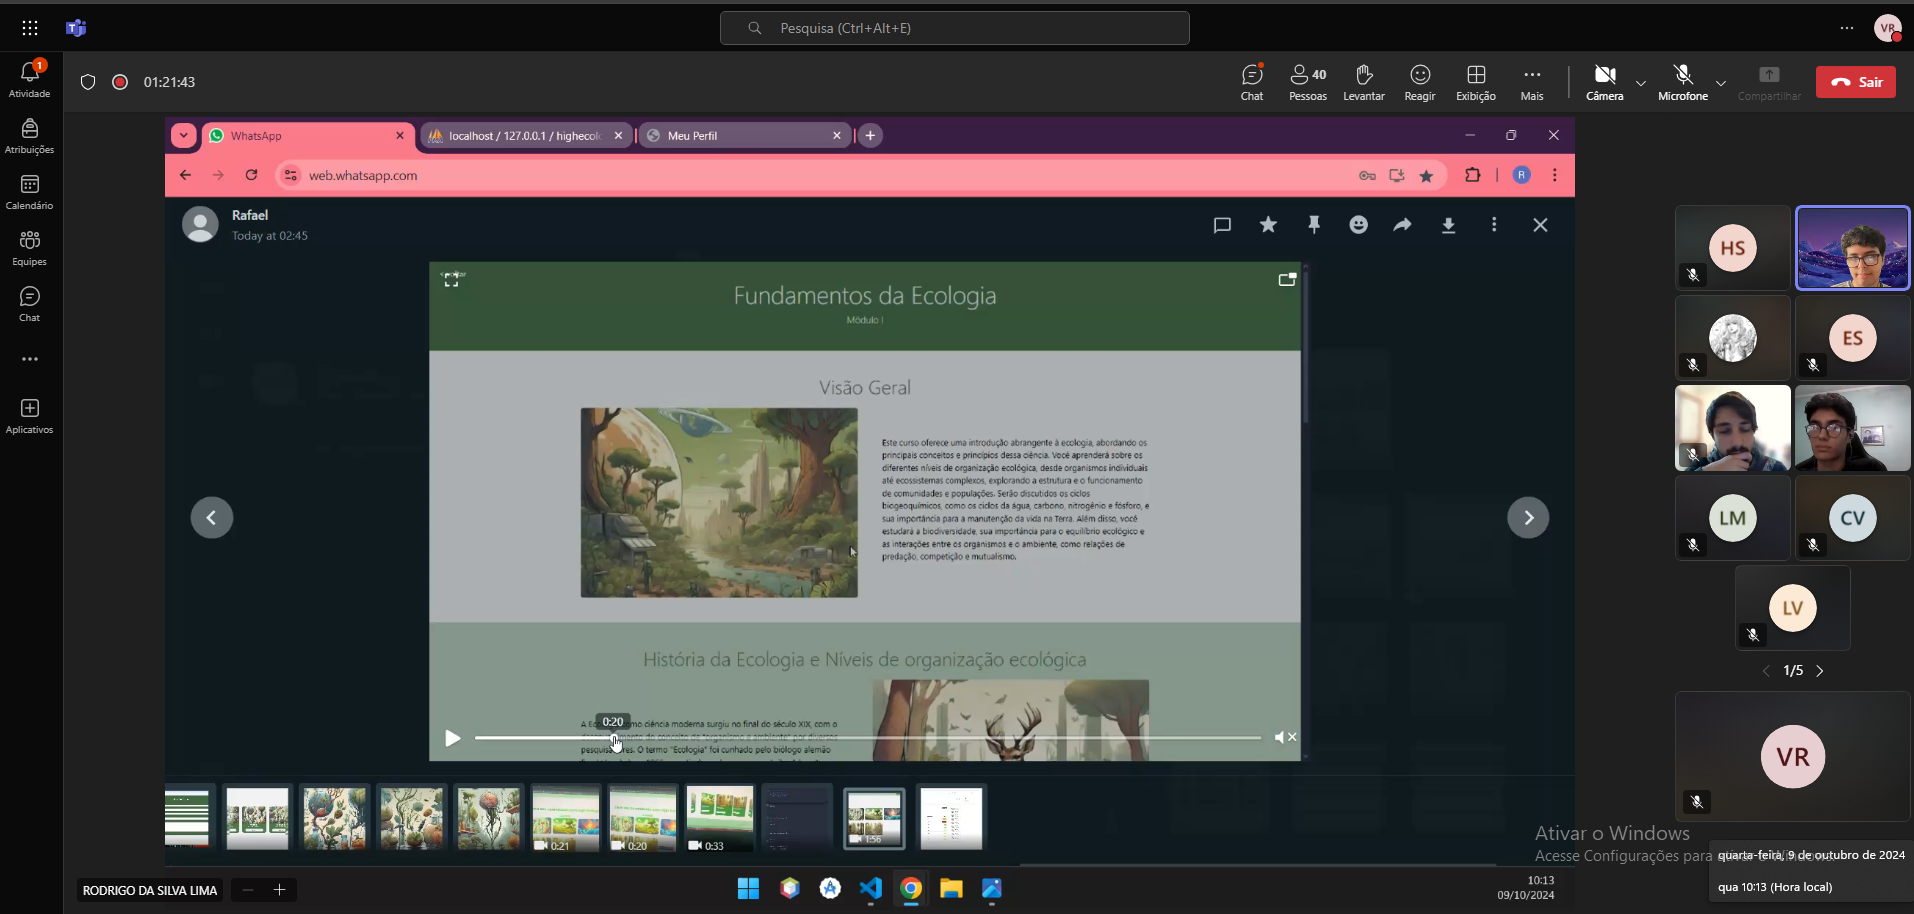 Pesquisa (Ctrl+Alt+E)
VR
1
Atividade
Atribuições
Calendário
Equipes
Chat
Aplicativos
01:21:43
Chat
40
Pessoas
Levantar
Reagir
Exibição
Mais
Câmera
Microfone
Compartilhar
Sair
WhatsApp
localhost / 127.0.0.1 / highecol
Meu Perfil
web.whatsapp.com
R
Rafael
Today at 02:45
Fundamentos da Ecologia
Módulo I
Visão Geral
Este curso oferece uma introdução abrangente à ecologia, abordando os
principais conceitos e princípios dessa ciência. Você aprenderá sobre os
diferentes níveis de organização ecológica, desde organismos individuais
até ecossistemas complexos, explorando a estrutura e o funcionamento
de comunidades e populações. Serão discutidos os ciclos
biogeoquímicos, como os ciclos da água, carbono, nitrogênio e fósforo, e
sua importância para a manutenção da vida na Terra. Além disso, você
estudará a biodiversidade, sua importância para o equilíbrio ecológico e
as interações entre os organismos e o ambiente, como relações de
predação, competição e mutualismo.
História da Ecologia e Níveis de organização ecológica
A Eco mo ciência moderna surgiu no final do século XIX, com o
conceito de "organismo e ambiente" por diversos
pesquisa res. O termo "Ecologia" foi cunhado pelo biólogo alemão
0:20
0:21
0:20
0:33
1:56
HS
ES
LM
CV
LV
1/5
VR
Ativar o Windows
Acesse Configurações para
quarta-feira, 9 de outubro de 2024
qua 10:13 (Hora local)
RODRIGO DA SILVA LIMA
10:13
09/10/2024